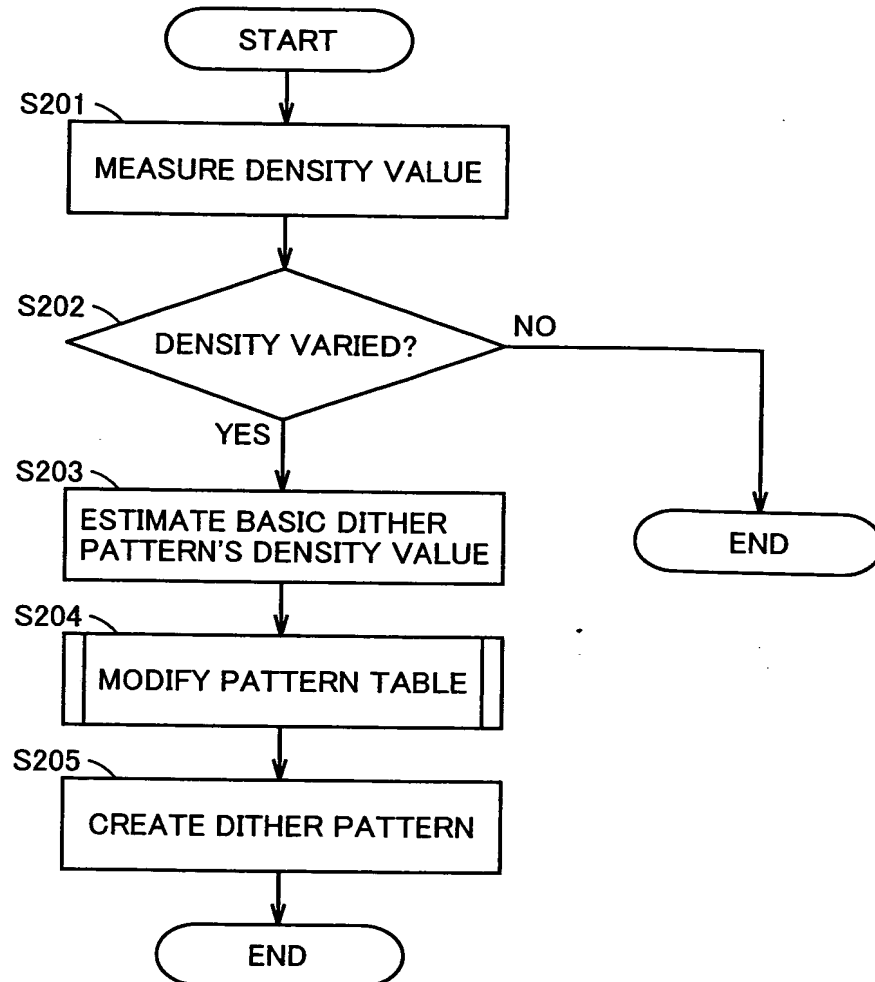 START
S201
MEASURE DENSITY VALUE
S202
DENSITY VARIED?
NO
YES
S203
ESTIMATE BASIC DITHER
PATTERN'S DENSITY VALUE
END
S204
MODIFY PATTERN TABLE
S205
CREATE DITHER PATTERN
END